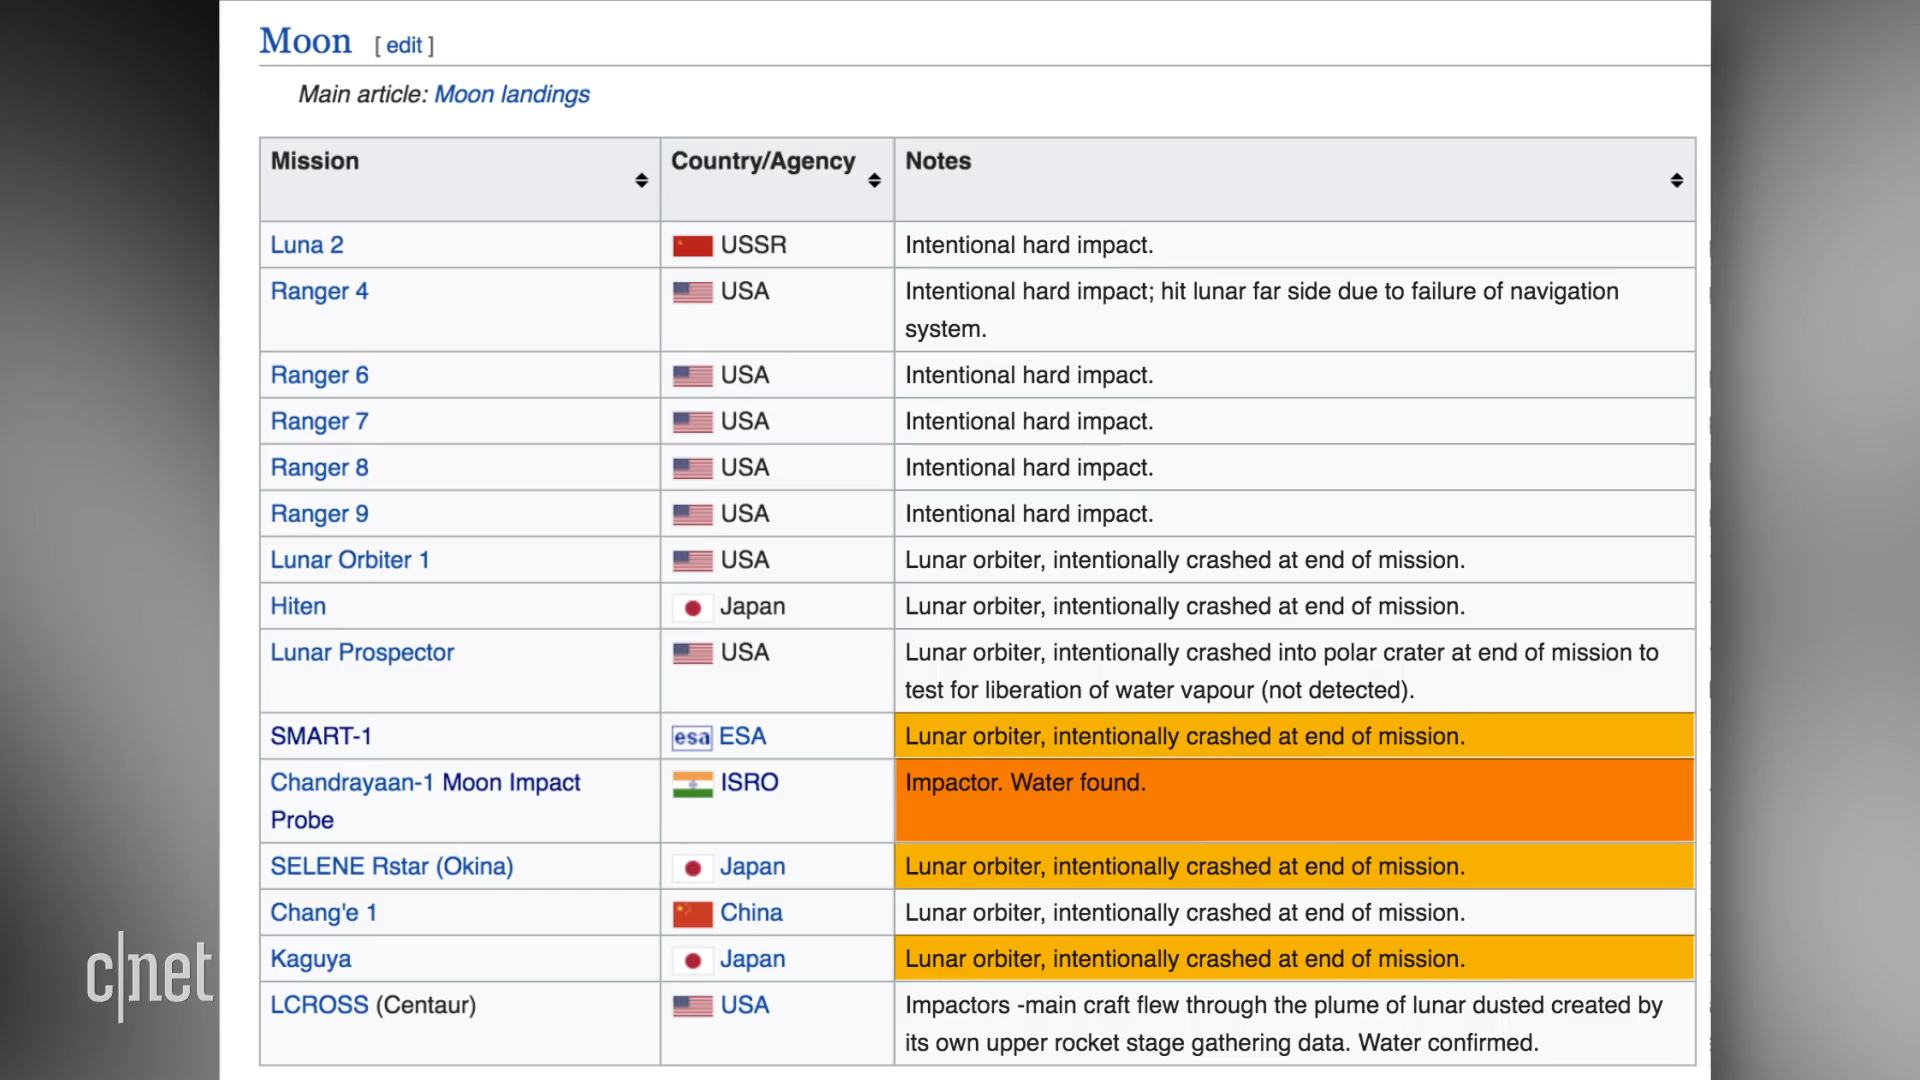 Moon [ edit ]
Main article: Moon landings
Mission Country/Agency Notes
Luna 2 USSR Intentional hard impact.
Ranger 4 USA Intentional hard impact; hit lunar far side due to failure of navigation
system.
Ranger 6 USA Intentional hard impact.
Ranger 7 USA Intentional hard impact.
Ranger 8 USA Intentional hard impact.
Ranger 9 USA Intentional hard impact.
Lunar Orbiter 1 USA Lunar orbiter, intentionally crashed at end of mission.
Hiten Japan Lunar orbiter, intentionally crashed at end of mission.
Lunar Prospector USA Lunar orbiter, intentionally crashed into polar crater at end of mission to
test for liberation of water vapour (not detected).
SMART-1 esa ESA Lunar orbiter, intentionally crashed at end of mission.
Chandrayaan-1 Moon Impact ISRO Impactor. Water found.
Probe
SELENE Rstar (Okina) Japan Lunar orbiter, intentionally crashed at end of mission.
Chang'e 1 China Lunar orbiter, intentionally crashed at end of mission.
Kaguya Japan Lunar orbiter, intentionally crashed at end of mission.
LCROSS (Centaur) USA Impactors -main craft flew through the plume of lunar dusted created by
its own upper rocket stage gathering data. Water confirmed.
c|net